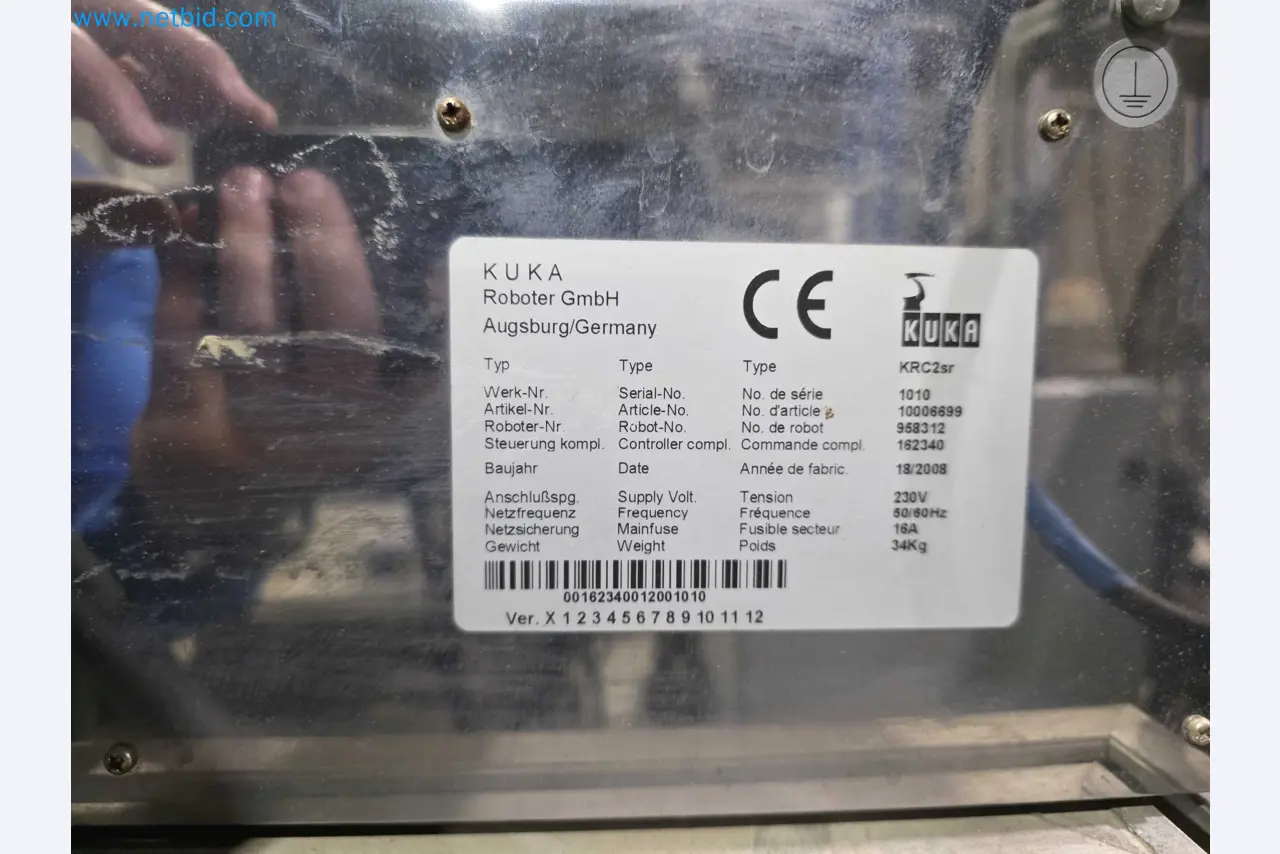 www.netbid.com
K U K A
Roboter GmbH
Augsburg/Germany
CE
KUKA
Typ Type Type KRC2sr
Werk-Nr. Serial-No. No. de série 1010
Artikel-Nr. Article-No. No. d'article 10006699
Roboter-Nr. Robot-No. No. de robot 958312
Steuerung kompl. Controller compl. Commande compl. 162340
Baujahr Date Année de fabric. 18/2008
Anschlußspg. Supply Volt. Tension 230V
Netzfrequenz Frequency Fréquence 50/60Hz
Netzsicherung Mainfuse Fusible secteur 16A
Gewicht Weight Poids 34Kg
00162340012001010
Ver. X 1 2 3 4 5 6 7 8 9 10 11 12